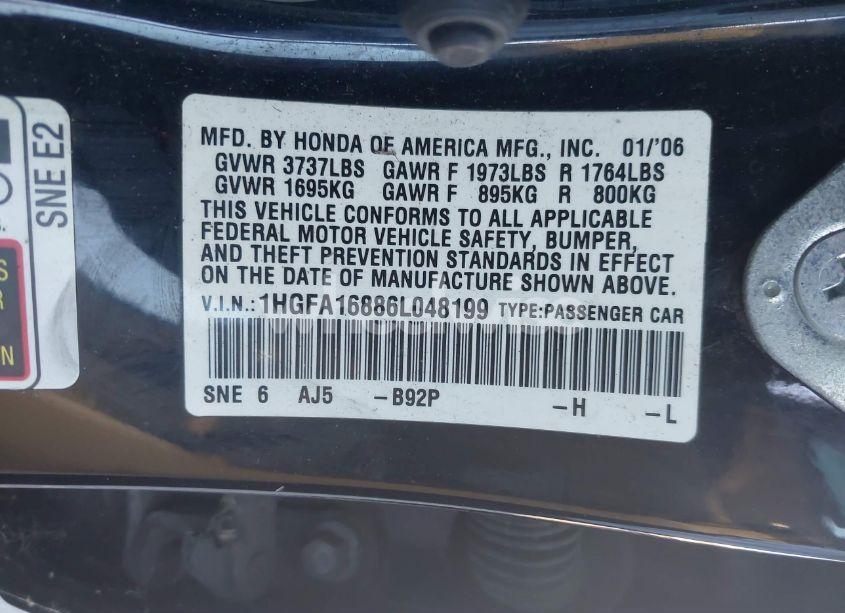 SNE E2
MFD. BY HONDA OF AMERICA MFG., INC. 01/'06
GVWR 3737LBS GAWR F 1973LBS R 1764LBS
GVWR 1695KG GAWR F 895KG R 800KG
THIS VEHICLE CONFORMS TO ALL APPLICABLE
FEDERAL MOTOR VEHICLE SAFETY, BUMPER,
AND THEFT PREVENTION STANDARDS IN EFFECT
ON THE DATE OF MANUFACTURE SHOWN ABOVE.
V.I.N.: 1HGFA16886L048199 TYPE:PASSENGER CAR
SNE 6 AJ5 -B92P -H -L